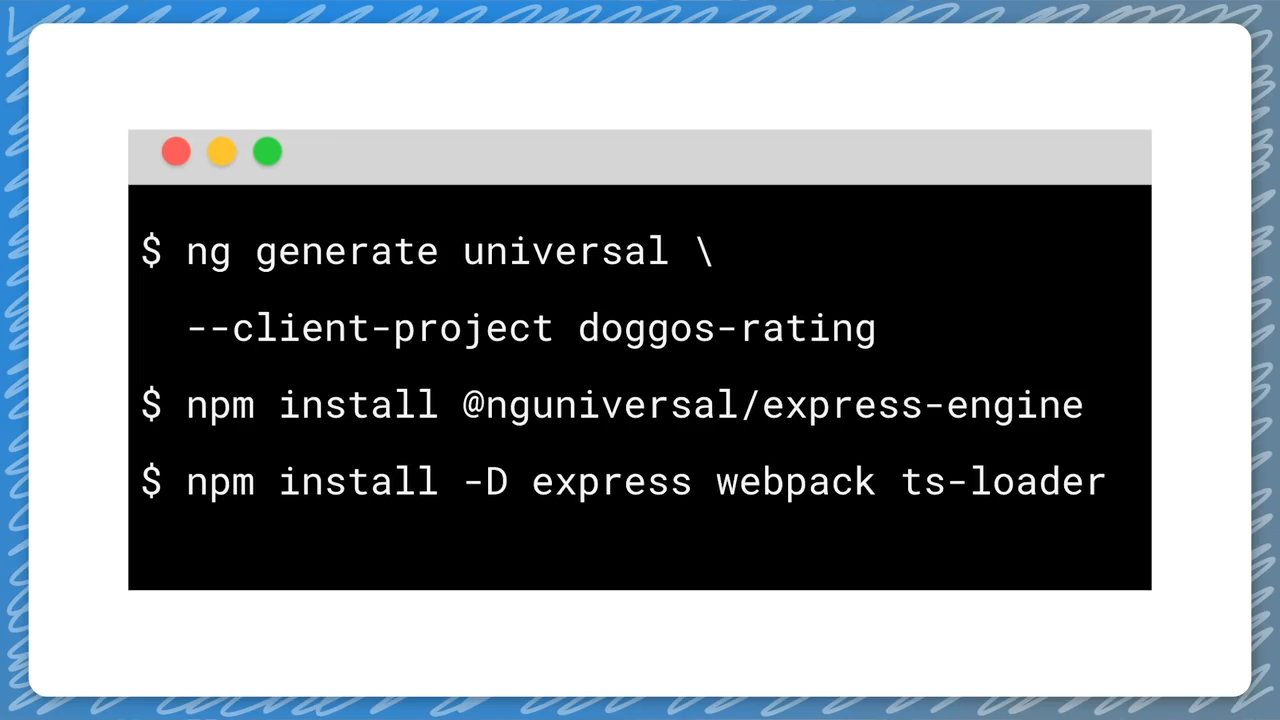 $ ng generate universal \
--client-project doggos-rating
$ npm install @nguniversal/express-engine
$ npm install -D express webpack ts-loader